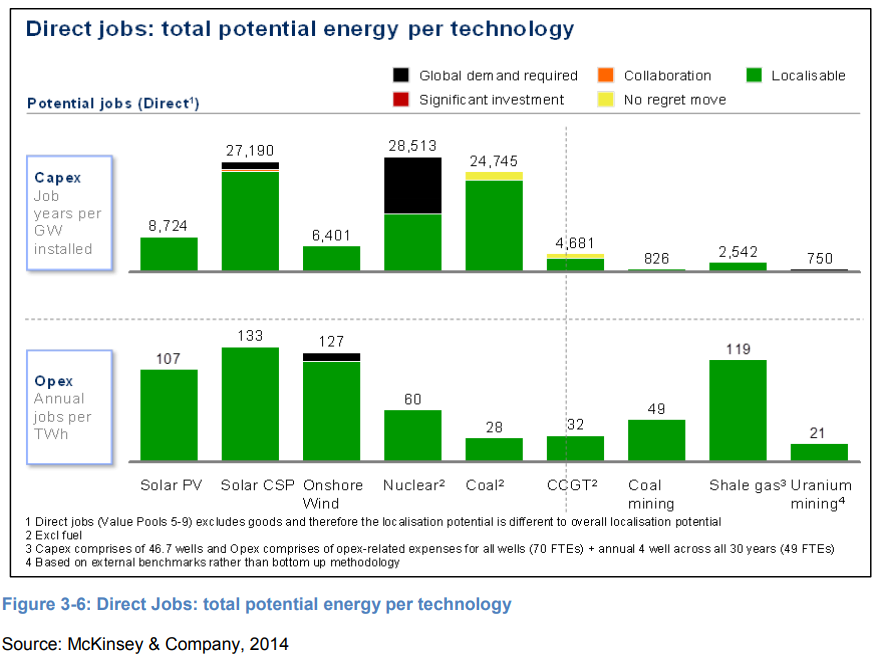 Direct jobs: total potential energy per technology
Global demand required
Collaboration
Localisable
Significant investment
No regret move
Potential jobs (Direct¹)
Capex
Job
years per
GW
installed
8,724
27,190
6,401
28,513
24,745
4,681
826
2,542
750
Opex
Annual
jobs per
TWh
107
133
127
60
28
32
49
119
21
Solar PV
Solar CSP
Onshore
Wind
Nuclear²
Coal²
CCGT²
Coal
mining
Shale gas³
Uranium
mining⁴
1 Direct jobs (Value Pools 5-9) excludes goods and therefore the localisation potential is different to overall localisation potential
2 Excl fuel
3 Capex comprises of 46.7 wells and Opex comprises of opex-related expenses for all wells (70 FTEs) + annual 4 well across all 30 years (49 FTEs)
4 Based on external benchmarks rather than bottom up methodology
Figure 3-6: Direct Jobs: total potential energy per technology
Source: McKinsey & Company, 2014